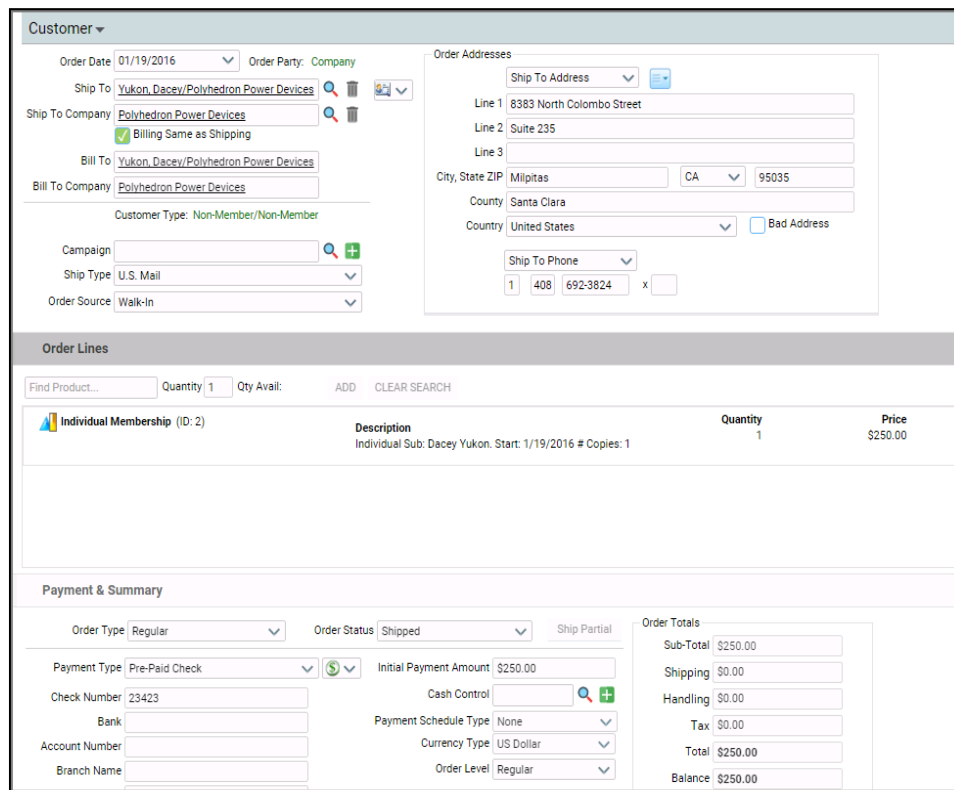 Customer
Order Date 01/19/2016 Order Party: Company
Ship To Yukon, Dacey/Polyhedron Power Devices
Ship To Company Polyhedron Power Devices
Billing Same as Shipping
Bill To Yukon, Dacey/Polyhedron Power Devices
Bill To Company Polyhedron Power Devices
Customer Type: Non-Member/Non-Member
Campaign
Ship Type U.S. Mail
Order Source Walk-In
Order Addresses
Ship To Address
Line 1 8383 North Colombo Street
Line 2 Suite 235
Line 3
City, State ZIP Milpitas CA 95035
County Santa Clara
Country United States Bad Address
Ship To Phone
1 408 692-3824 x
Order Lines
Find Product... Quantity 1 Qty Avail: ADD CLEAR SEARCH
Individual Membership (ID: 2)
Description
Individual Sub: Dacey Yukon. Start: 1/19/2016 # Copies: 1
Quantity
1
Price
$250.00
Payment & Summary
Order Type Regular Order Status Shipped Ship Partial
Payment Type Pre-Paid Check
Check Number 23423
Bank
Account Number
Branch Name
Initial Payment Amount $250.00
Cash Control
Payment Schedule Type None
Currency Type US Dollar
Order Level Regular
Order Totals
Sub-Total $250.00
Shipping $0.00
Handling $0.00
Tax $0.00
Total $250.00
Balance $250.00